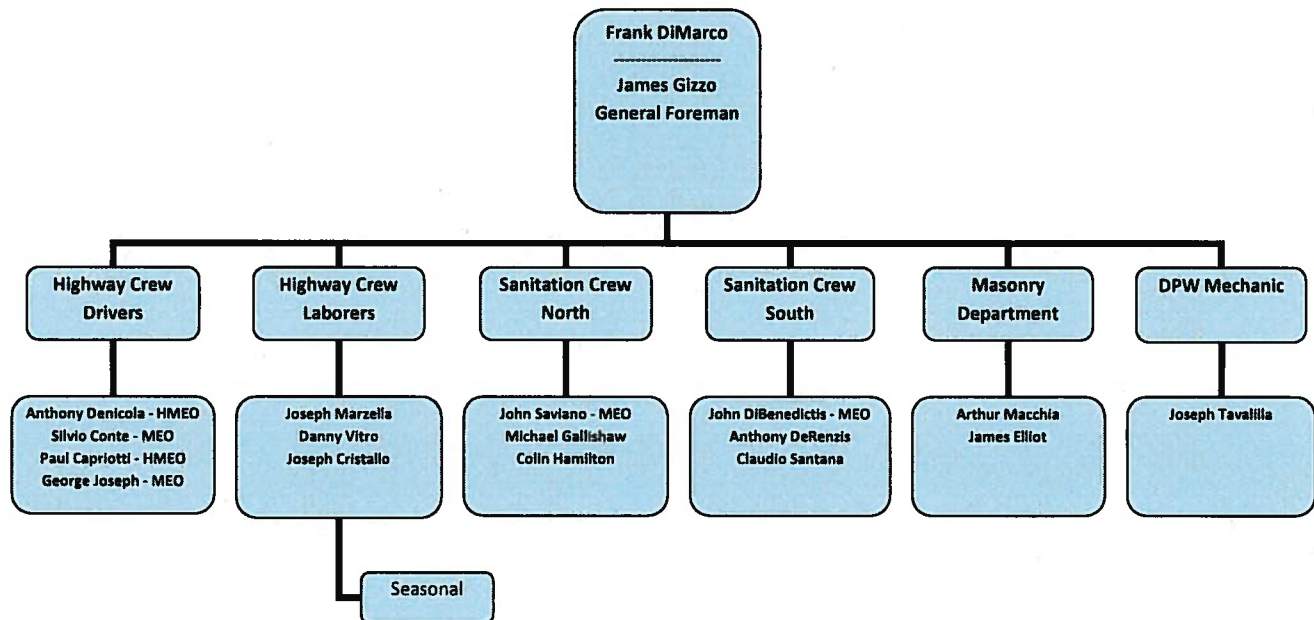 Frank DiMarco
--------------------
James Gizzo
General Foreman
Highway Crew
Drivers
Highway Crew
Laborers
Sanitation Crew
North
Sanitation Crew
South
Masonry
Department
DPW Mechanic
Anthony Denicola - HMEO
Silvio Conte - MEO
Paul Capriotti - HMEO
George Joseph - MEO
Joseph Marzella
Danny Vitro
Joseph Cristallo
John Saviano - MEO
Michael Gallishaw
Colin Hamilton
John DiBenedictis - MEO
Anthony DeRenzis
Claudio Santana
Arthur Macchia
James Elliot
Joseph Tavalilla
Seasonal